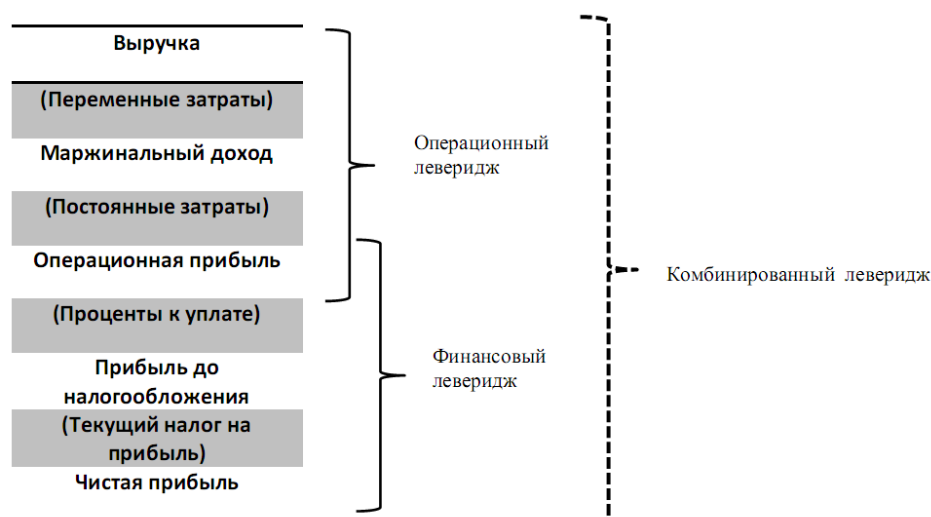 Выручка
(Переменные затраты)
Маржинальный доход
(Постоянные затраты)
Операционная прибыль
(Проценты к уплате)
Прибыль до
налогообложения
(Текущий налог на
прибыль)
Чистая прибыль
Операционный
леверидж
Финансовый
леверидж
Комбинированный леверидж